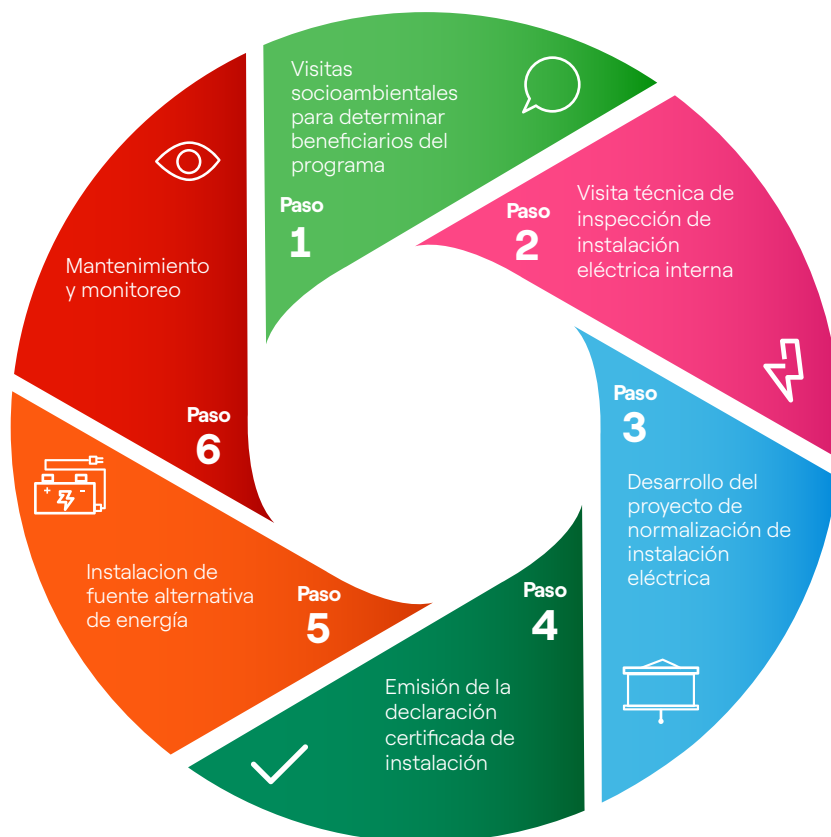 Visitas
socioambientales
para determinar
beneficiarios del
programa
Paso
1
Visita técnica de
inspección de
instalación
eléctrica interna
Paso
2
Paso
3
Desarrollo del
proyecto de
normalización de
instalación
eléctrica
Paso
4
Emisión de la
declaración
certificada de
instalación
Instalacion de
fuente alternativa
de energía
Paso
5
Mantenimiento
y monitoreo
Paso
6